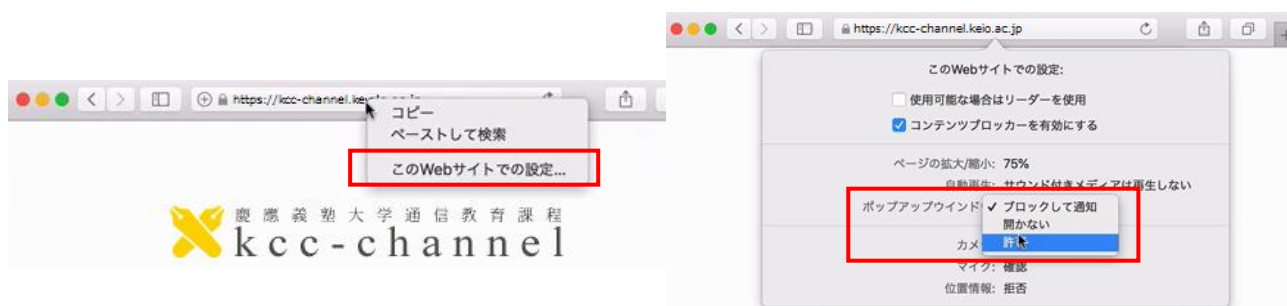 https://kcc-channel.ke
コピー
ペーストして検索
このWebサイトでの設定...
慶應義塾大学通信教育課程
kcc-channel
https://kcc-channel.keio.ac.jp
このWebサイトでの設定:
使用可能な場合はリーダーを使用
コンテンツブロッカーを有効にする
ページの拡大/縮小: 75%
自動再生: サウンド付きメディアは再生しない
ポップアップウインド ✓ ブロックして通知
開かない
許
カメ
マイク: 確認
位置情報: 拒否